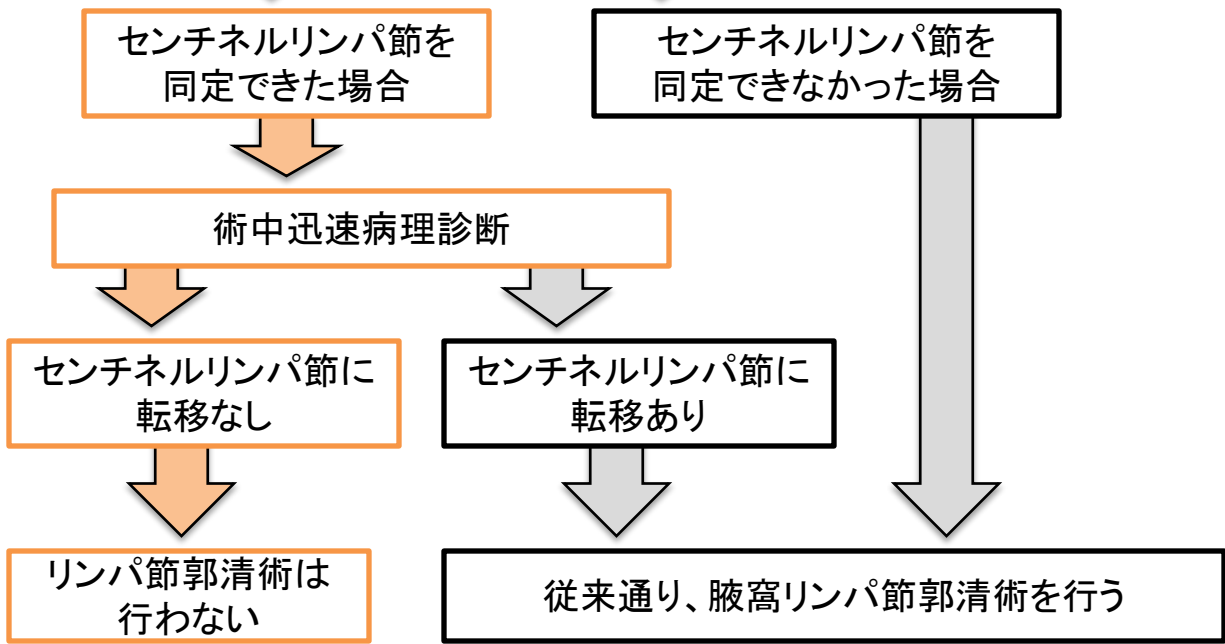 センチネルリンパ節を
同定できた場合
センチネルリンパ節を
同定できなかった場合
術中迅速病理診断
センチネルリンパ節に
転移なし
センチネルリンパ節に
転移あり
リンパ節郭清術は
行わない
従来通り、腋窩リンパ節郭清術を行う